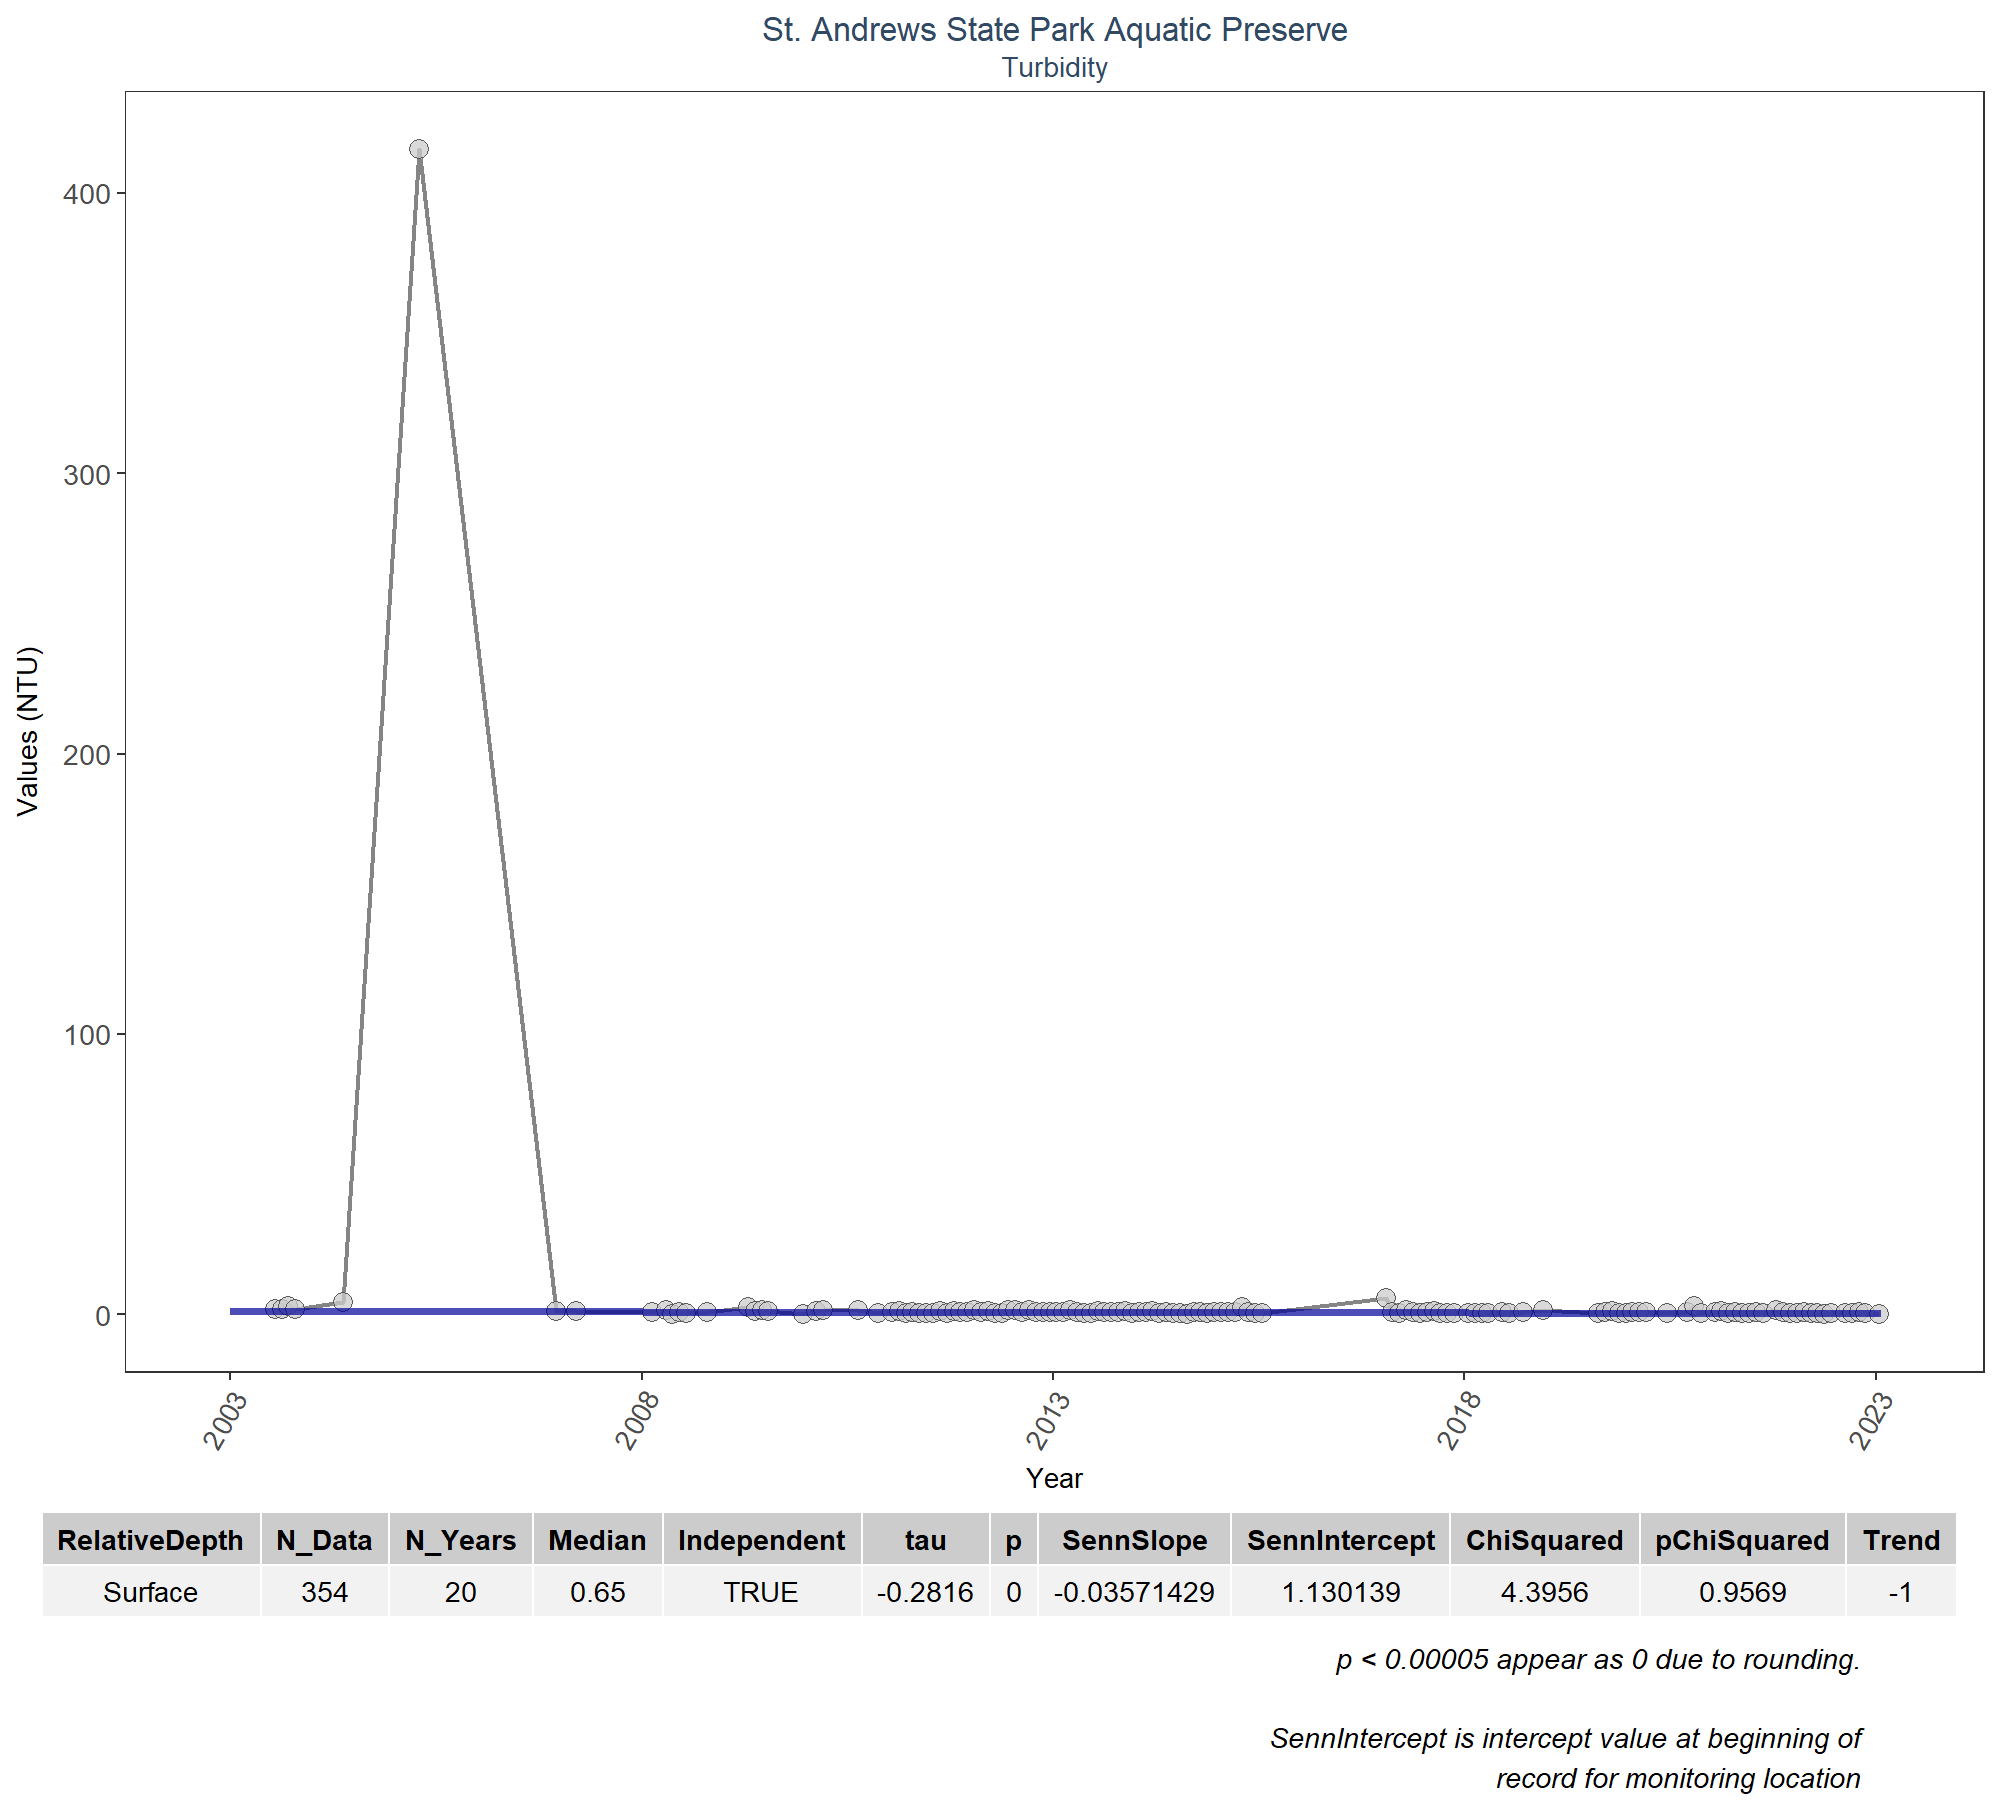 St. Andrews State Park Aquatic Preserve
Turbidity
Values (NTU)
400
300
200
100
0
2003 2008 2013 2018 2023
Year
RelativeDepth N_Data N_Years Median Independent tau p SennSlope SennIntercept ChiSquared pChiSquared Trend
Surface 354 20 0.65 TRUE -0.2816 0 -0.03571429 1.130139 4.3956 0.9569 -1
p < 0.00005 appear as 0 due to rounding.
SennIntercept is intercept value at beginning of
record for monitoring location